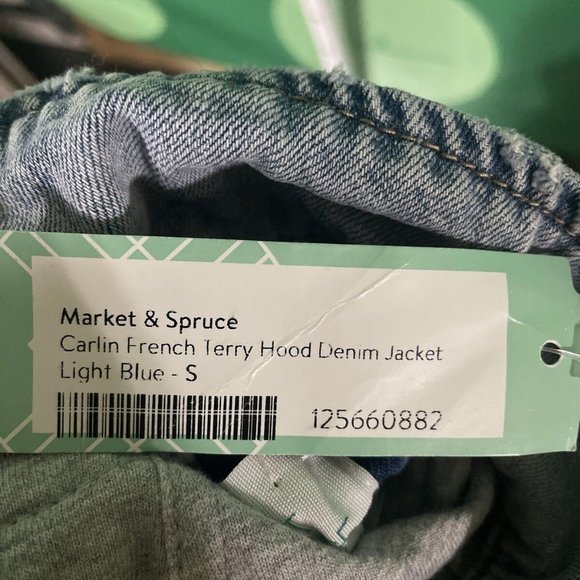 Market & Spruce
Carlin French Terry Hood Denim Jacket
Light Blue - S
125660882